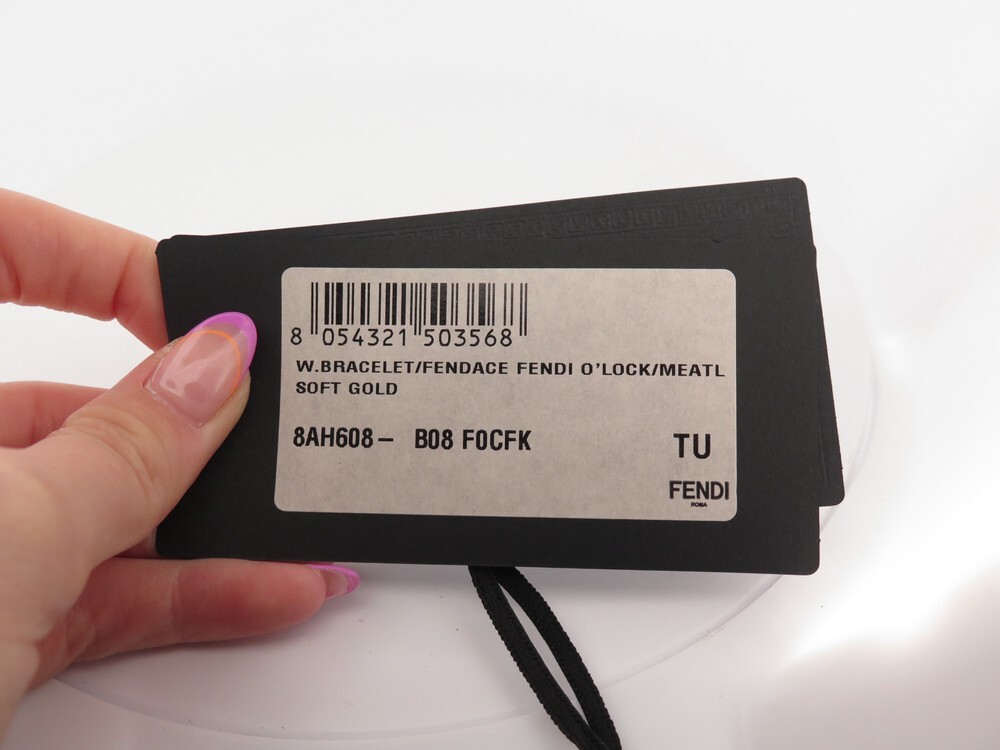 8 054321 503568
W.BRACELET/FENDACE FENDI O'LOCK/MEATL
SOFT GOLD
8AH608- B08 F0CFK
TU
FENDI
ROMA